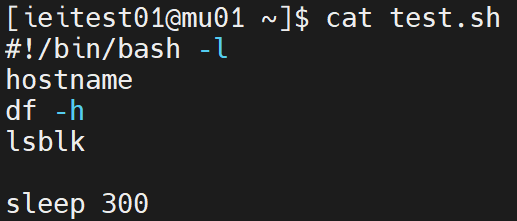 [ieitest01@mu01 ~]$ cat test.sh
#!/bin/bash -l
hostname
df -h
lsblk

sleep 300